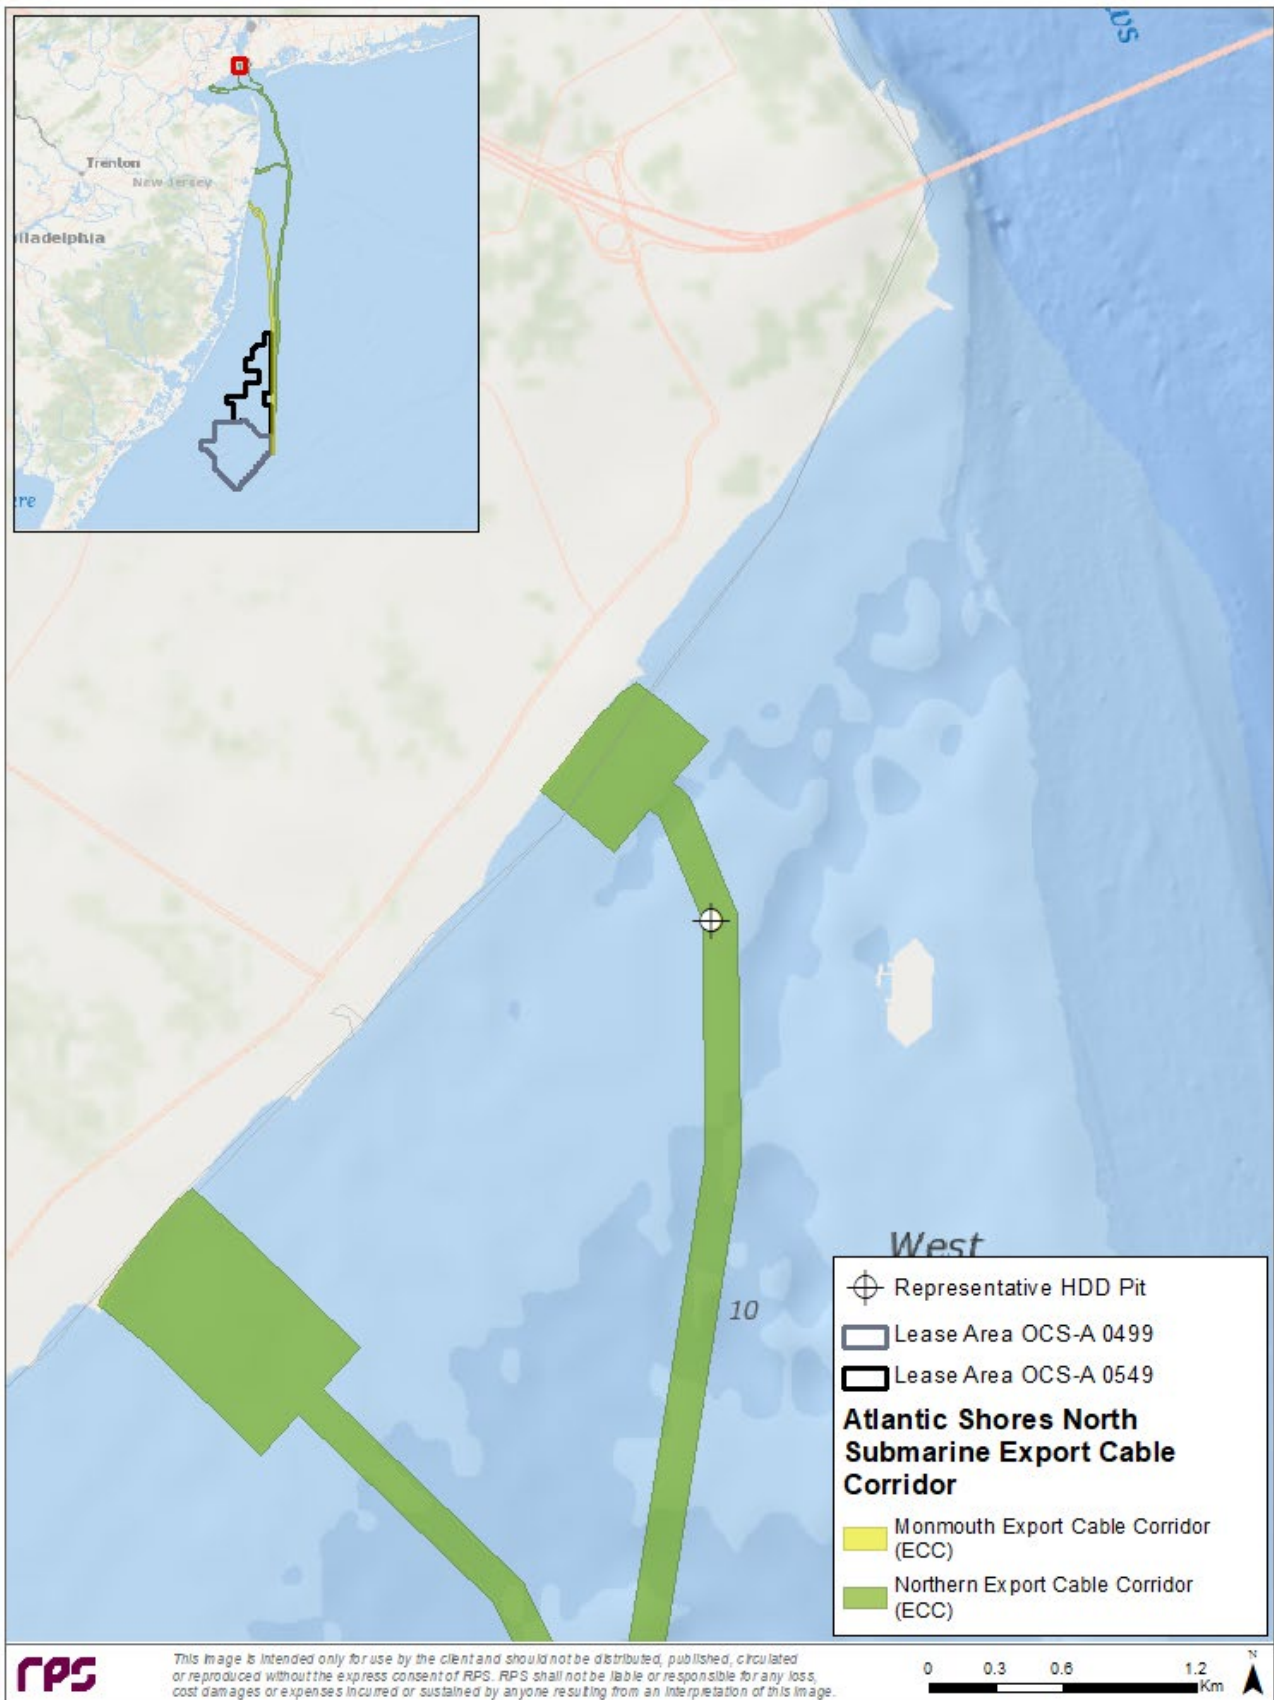 Trenton
New Jersey
iladelphia
re
ws
West
10
H
Representative HDD Pit
Lease Area OCS-A 0499
Lease Area OCS-A 0549
Atlantic Shores North
Submarine Export Cable
Corridor
Monmouth Export Cable Corridor
(ECC)
Northern Export Cable Corridor
(ECC)
rps
This image is intended only for use by the client and should not be distributed, published, circulated
or reproduced without the express consent of RPS. RPS shall not be liable or responsible for any loss,
cost damages or expenses incurred or sustained by anyone resulting from an interpretation of this image.
0 0.3 0.6 1.2
Km
N